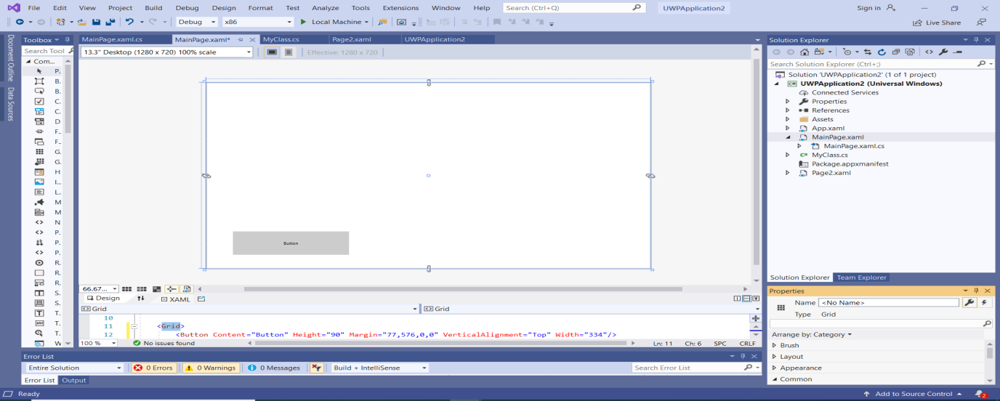 File Edit View Project Build Debug Design Format Test Analyze Tools Extensions Window Help Search (Ctrl+Q) UWPApplication2 Sign in
Debug x86 Local Machine Live Share
Document Outline
Data Sources
Toolbox
Search Tool
Com...
P.
B.
B.
C.
C.
D
F..
F..
G.
G.
H
I...
L.
M
M
N
P.
P.
P.
R.
R.
R.
S.
S.
T.
T.
T.
W
MainPage.xaml.cs MainPage.xaml* MyClass.cs Page2.xaml UWPApplication2
13.3" Desktop (1280 x 720) 100% scale Effective: 1280 x 720
Button
66.67...
Design XAML
Grid Grid
10
11 <Grid>
12 <Button Content="Button" Height="90" Margin="77,576,0,0" VerticalAlignment="Top" Width="334"/>
100 % No issues found Ln: 11 Ch: 6 SPC CRLF
Solution Explorer
Search Solution Explorer (Ctrl+;)
Solution 'UWPApplication2' (1 of 1 project)
UWPApplication2 (Universal Windows)
Connected Services
Properties
References
Assets
App.xaml
MainPage.xaml
MainPage.xaml.cs
MyClass.cs
Package.appxmanifest
Page2.xaml
Solution Explorer Team Explorer
Properties
Name <No Name>
Type Grid
Arrange by: Category
Brush
Layout
Appearance
Common
Error List
Entire Solution 0 Errors 0 Warnings 0 Messages Build + IntelliSense Search Error List
Error List Output
Ready Add to Source Control 2